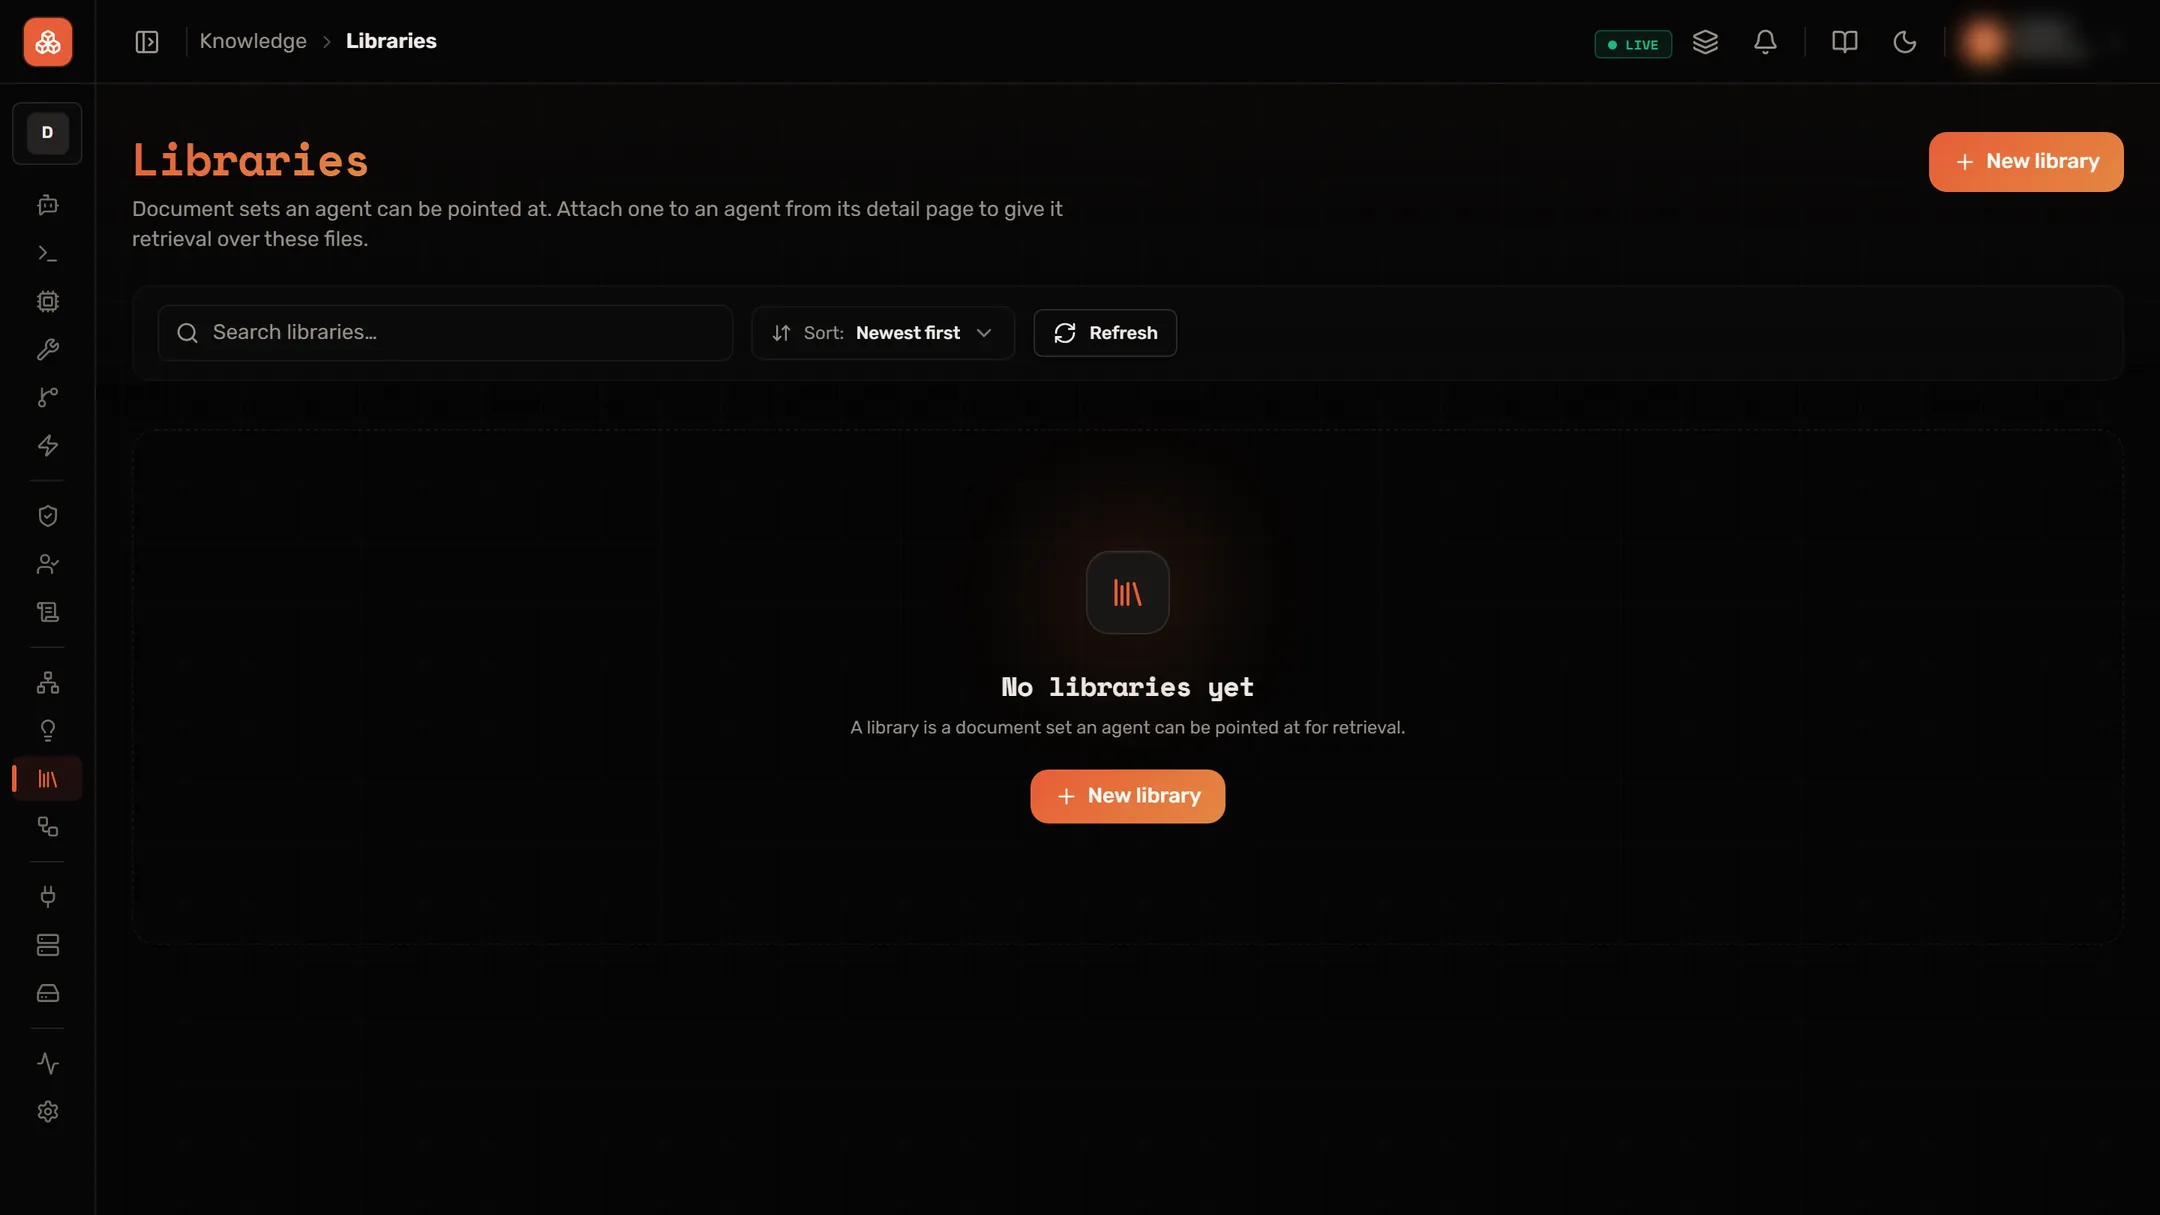 Knowledge > Libraries
LIVE
D
Libraries
New library
Document sets an agent can be pointed at. Attach one to an agent from its detail page to give it
retrieval over these files.
Search libraries...
Sort: Newest first
Refresh
No libraries yet
A library is a document set an agent can be pointed at for retrieval.
New library